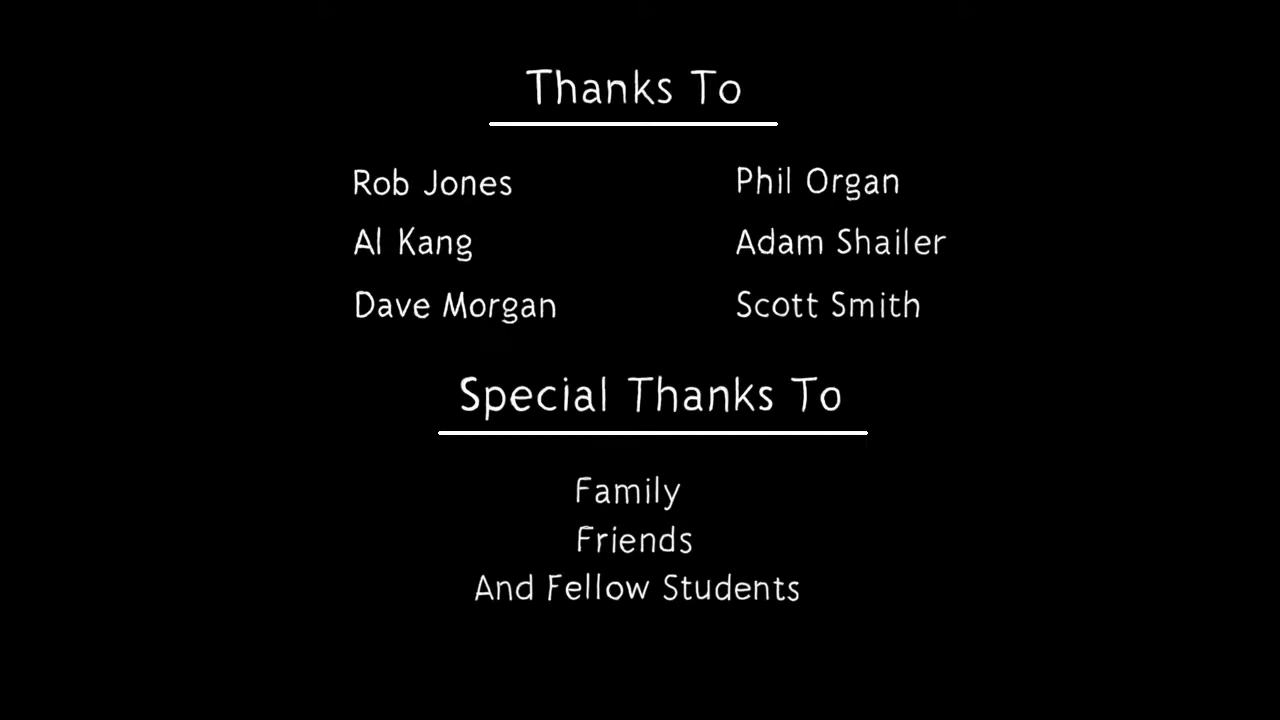 Thanks To
Rob Jones
Phil Organ
Al Kang
Adam Shailer
Dave Morgan
Scott Smith
Special Thanks To
Family
Friends
And Fellow Students